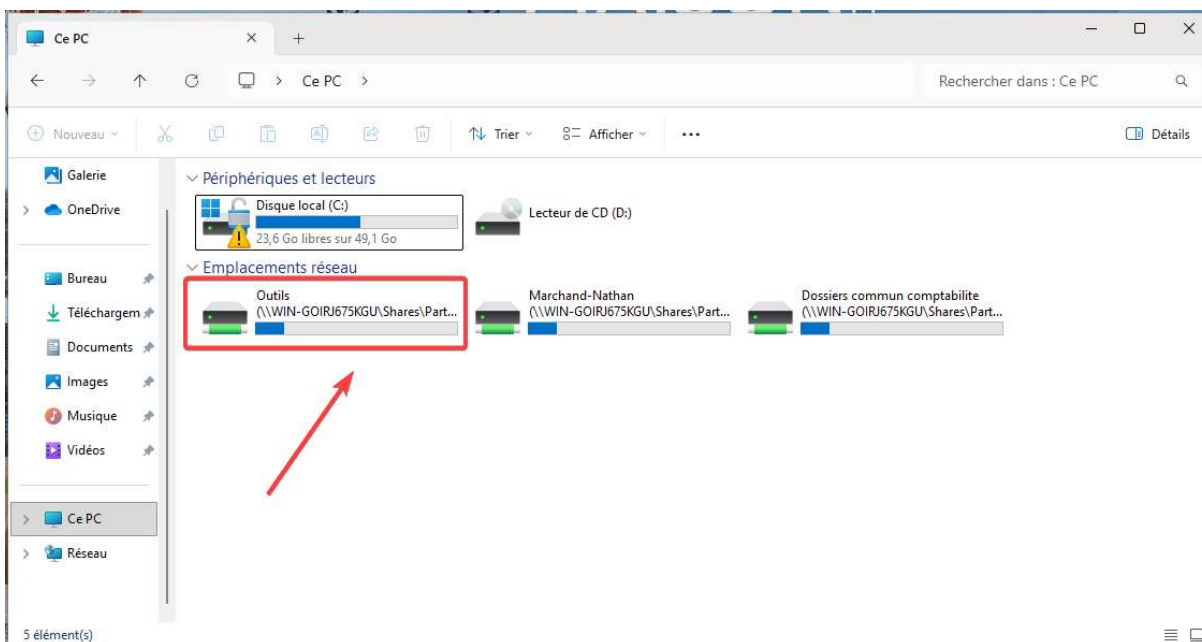 Ce PC
Ce PC
Rechercher dans : Ce PC
Nouveau
Trier
Afficher
Détails
Galerie
OneDrive
Bureau
Téléchargem
Documents
Images
Musique
Vidéos
Ce PC
Réseau
Périphériques et lecteurs
Disque local (C:)
23,6 Go libres sur 49,1 Go
Lecteur de CD (D:)
Emplacements réseau
Outils
(\\WIN-GOIRJ675KGU\Shares\Part...
Marchand-Nathan
(\\WIN-GOIRJ675KGU\Shares\Part...
Dossiers commun comptabilite
(\\WIN-GOIRJ675KGU\Shares\Part...
5 élément(s)